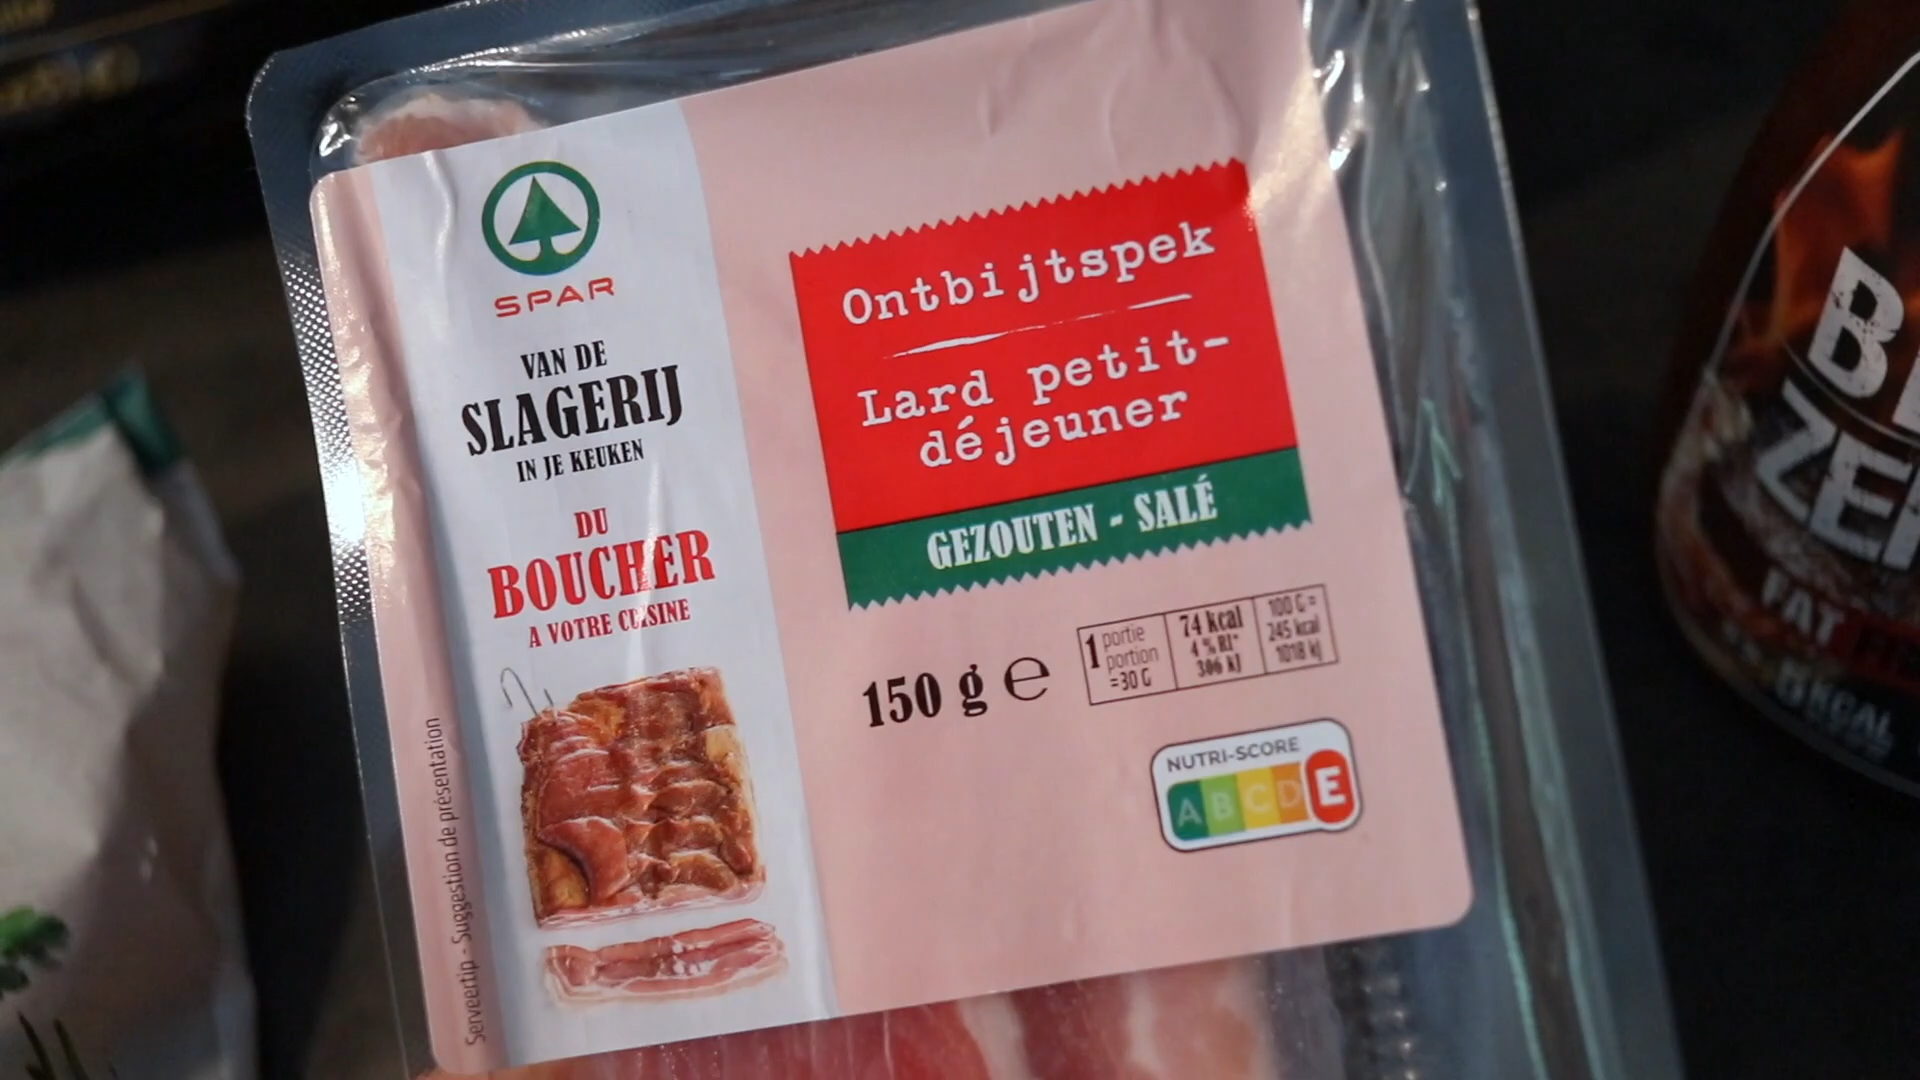 SPAR
VAN DE
SLAGERIJ
IN JE KEUKEN
DU
BOUCHER
A VOTRE CUISINE
Serveertip - Suggestion de présentation
Ontbijtspek
Lard petit-
déjeuner
GEZOUTEN - SALÉ
150 g e
1 portie
portion
=30 G
74 kcal
4 % RI*
306 kJ
100 G =
245 kcal
1018 kJ
NUTRI-SCORE
A B C D E
FAT